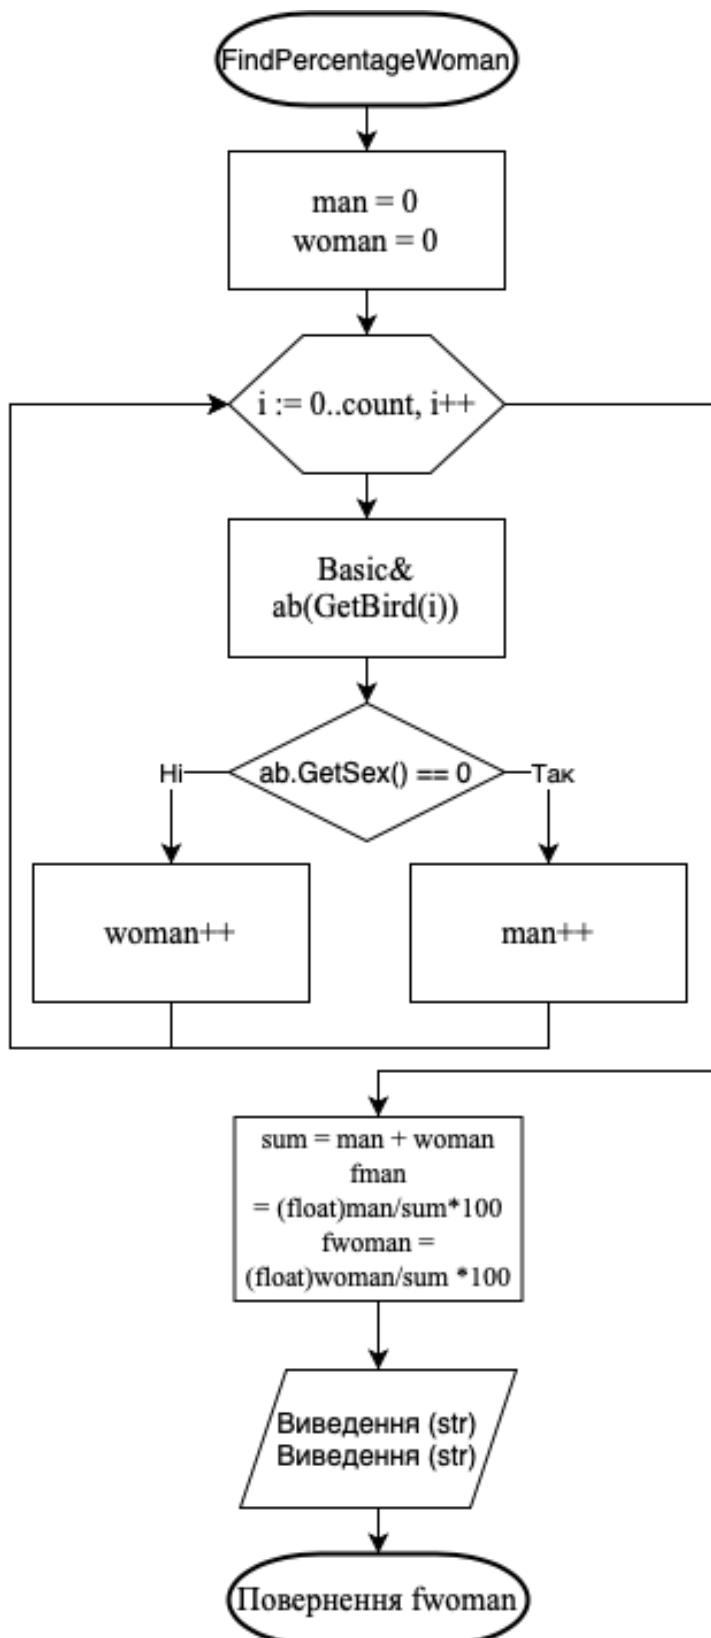 FindPercentageWoman
man = 0
woman = 0
i := 0..count, i++
Basic&
ab(GetBird(i))
ab.GetSex() == 0
Ні
Так
woman++
man++
sum = man + woman
fman
= (float)man/sum*100
fwoman =
(float)woman/sum *100
Виведення (str)
Виведення (str)
Повернення fwoman